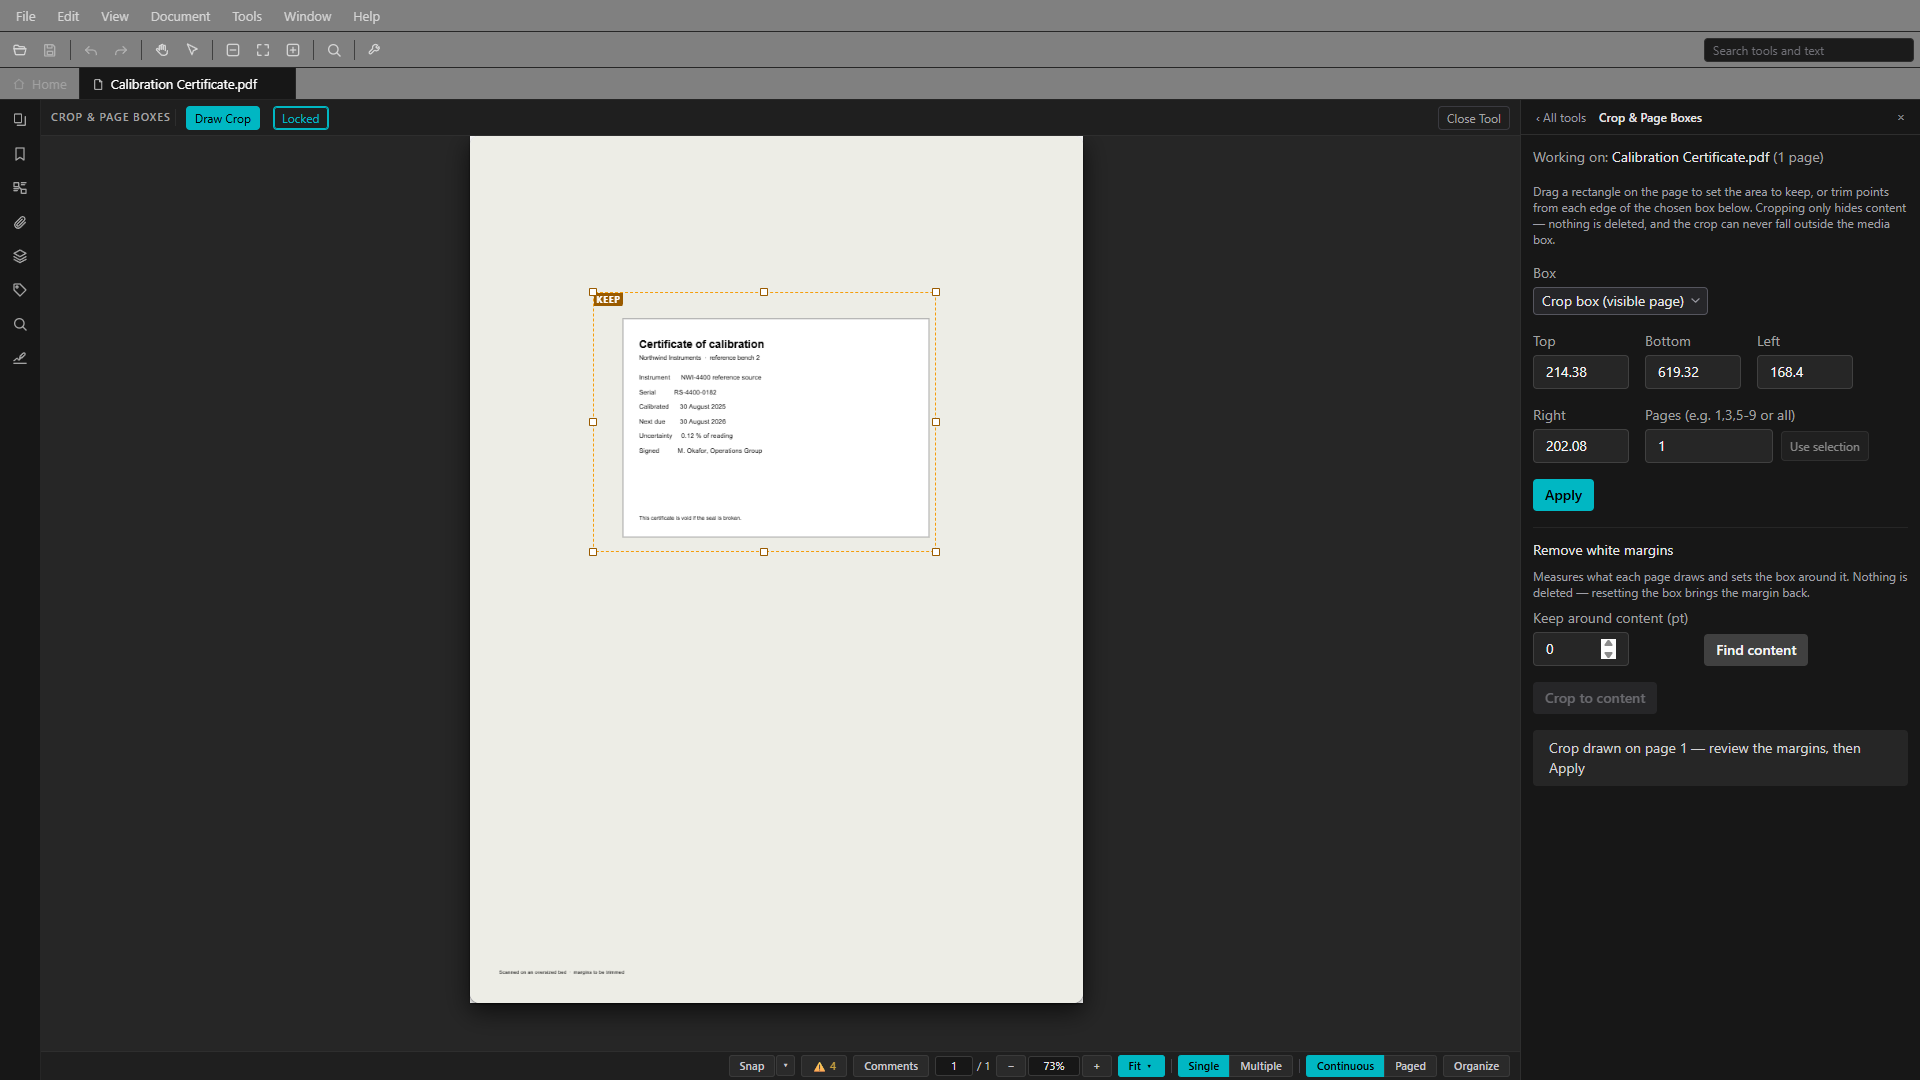 File Edit View Document Tools Window Help
Search tools and text
Home Calibration Certificate.pdf
CROP & PAGE BOXES Draw Crop Locked Close Tool
‹ All tools Crop & Page Boxes ×
Working on: Calibration Certificate.pdf (1 page)
Drag a rectangle on the page to set the area to keep, or trim points
from each edge of the chosen box below. Cropping only hides content
— nothing is deleted, and the crop can never fall outside the media
box.
Box
Crop box (visible page)
Top Bottom Left
214.38 619.32 168.4
Right Pages (e.g. 1,3,5-9 or all)
202.08 1 Use selection
Apply
Remove white margins
Measures what each page draws and sets the box around it. Nothing is
deleted — resetting the box brings the margin back.
Keep around content (pt)
0 Find content
Crop to content
Crop drawn on page 1 — review the margins, then
Apply
KEEP
Certificate of calibration
Northwind Instruments · reference bench 2
Instrument NWI-4400 reference source
Serial RS-4400-0182
Calibrated 30 August 2025
Next due 30 August 2026
Uncertainty 0.12 % of reading
Signed M. Okafor, Operations Group
This certificate is void if the seal is broken.
Scanned on an oversized bed · margins to be trimmed
Snap 4 Comments 1 / 1 − 73% + Fit Single Multiple Continuous Paged Organize